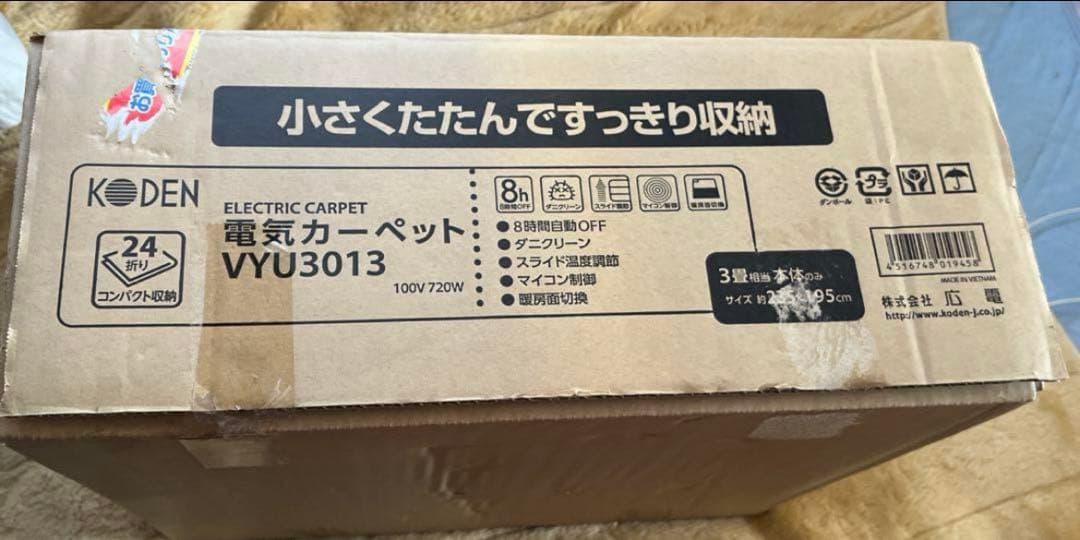 お買
小さくたたんですっきり収納
KODEN
24
折り
コンパクト収納
ELECTRIC CARPET
電気カーペット
VYU3013
100V 720W
8h
8時間OFF
ダニクリーン
スライド調節
マイコン制御
暖房面切換
●8時間自動OFF
●ダニクリーン
●スライド温度調節
●マイコン制御
●暖房面切換
3畳相当 本体のみ
サイズ 約235×195cm
ダンボール
プラ
4516748019458
MADE IN VIETNAM
株式会社 広電
http://www.koden-j.co.jp/